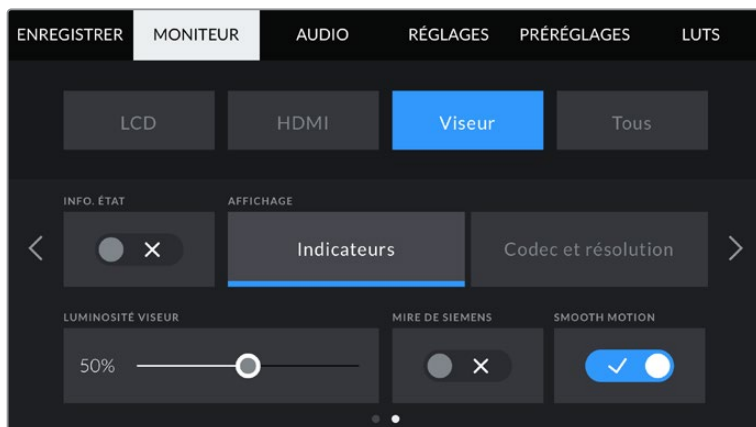 ENREGISTRER MONITEUR AUDIO RÉGLAGES PRÉRÉGLAGES LUTS
LCD HDMI Viseur Tous
INFO. ÉTAT AFFICHAGE
Indicateurs Codec et résolution
LUMINOSITÉ VISEUR MIRE DE SIEMENS SMOOTH MOTION
50%